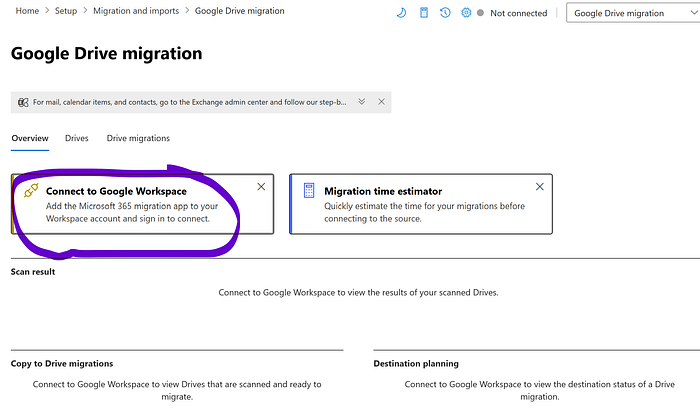 Home > Setup > Migration and imports > Google Drive migration
Not connected
Google Drive migration
Google Drive migration
For mail, calendar items, and contacts, go to the Exchange admin center and follow our step-b...
Overview Drives Drive migrations
Connect to Google Workspace
Add the Microsoft 365 migration app to your
Workspace account and sign in to connect.
Migration time estimator
Quickly estimate the time for your migrations before
connecting to the source.
Scan result
Connect to Google Workspace to view the results of your scanned Drives.
Copy to Drive migrations
Connect to Google Workspace to view Drives that are scanned and ready to
migrate.
Destination planning
Connect to Google Workspace to view the destination status of a Drive
migration.